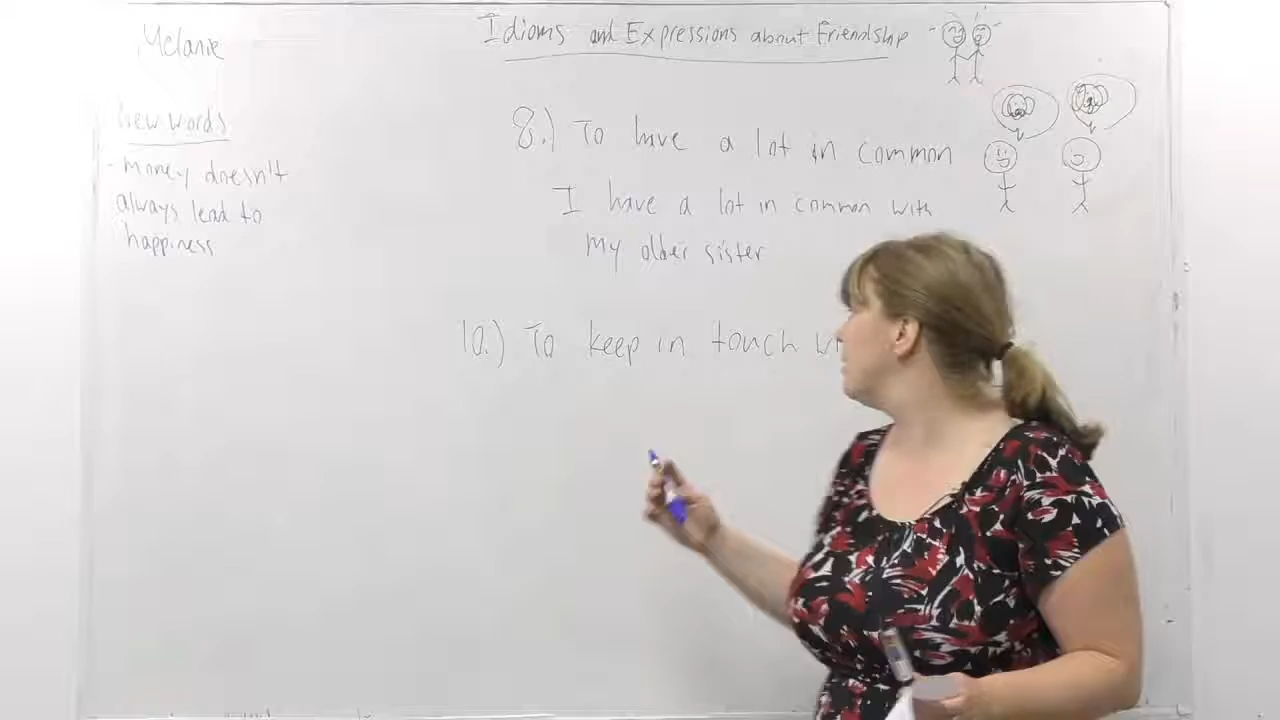 Melanie
Idioms and Expressions about Friendship
New words
- Money doesn't
always lead to
happiness
8.) To have a lot in common
I have a lot in common with
my older sister
10.) To keep in touch